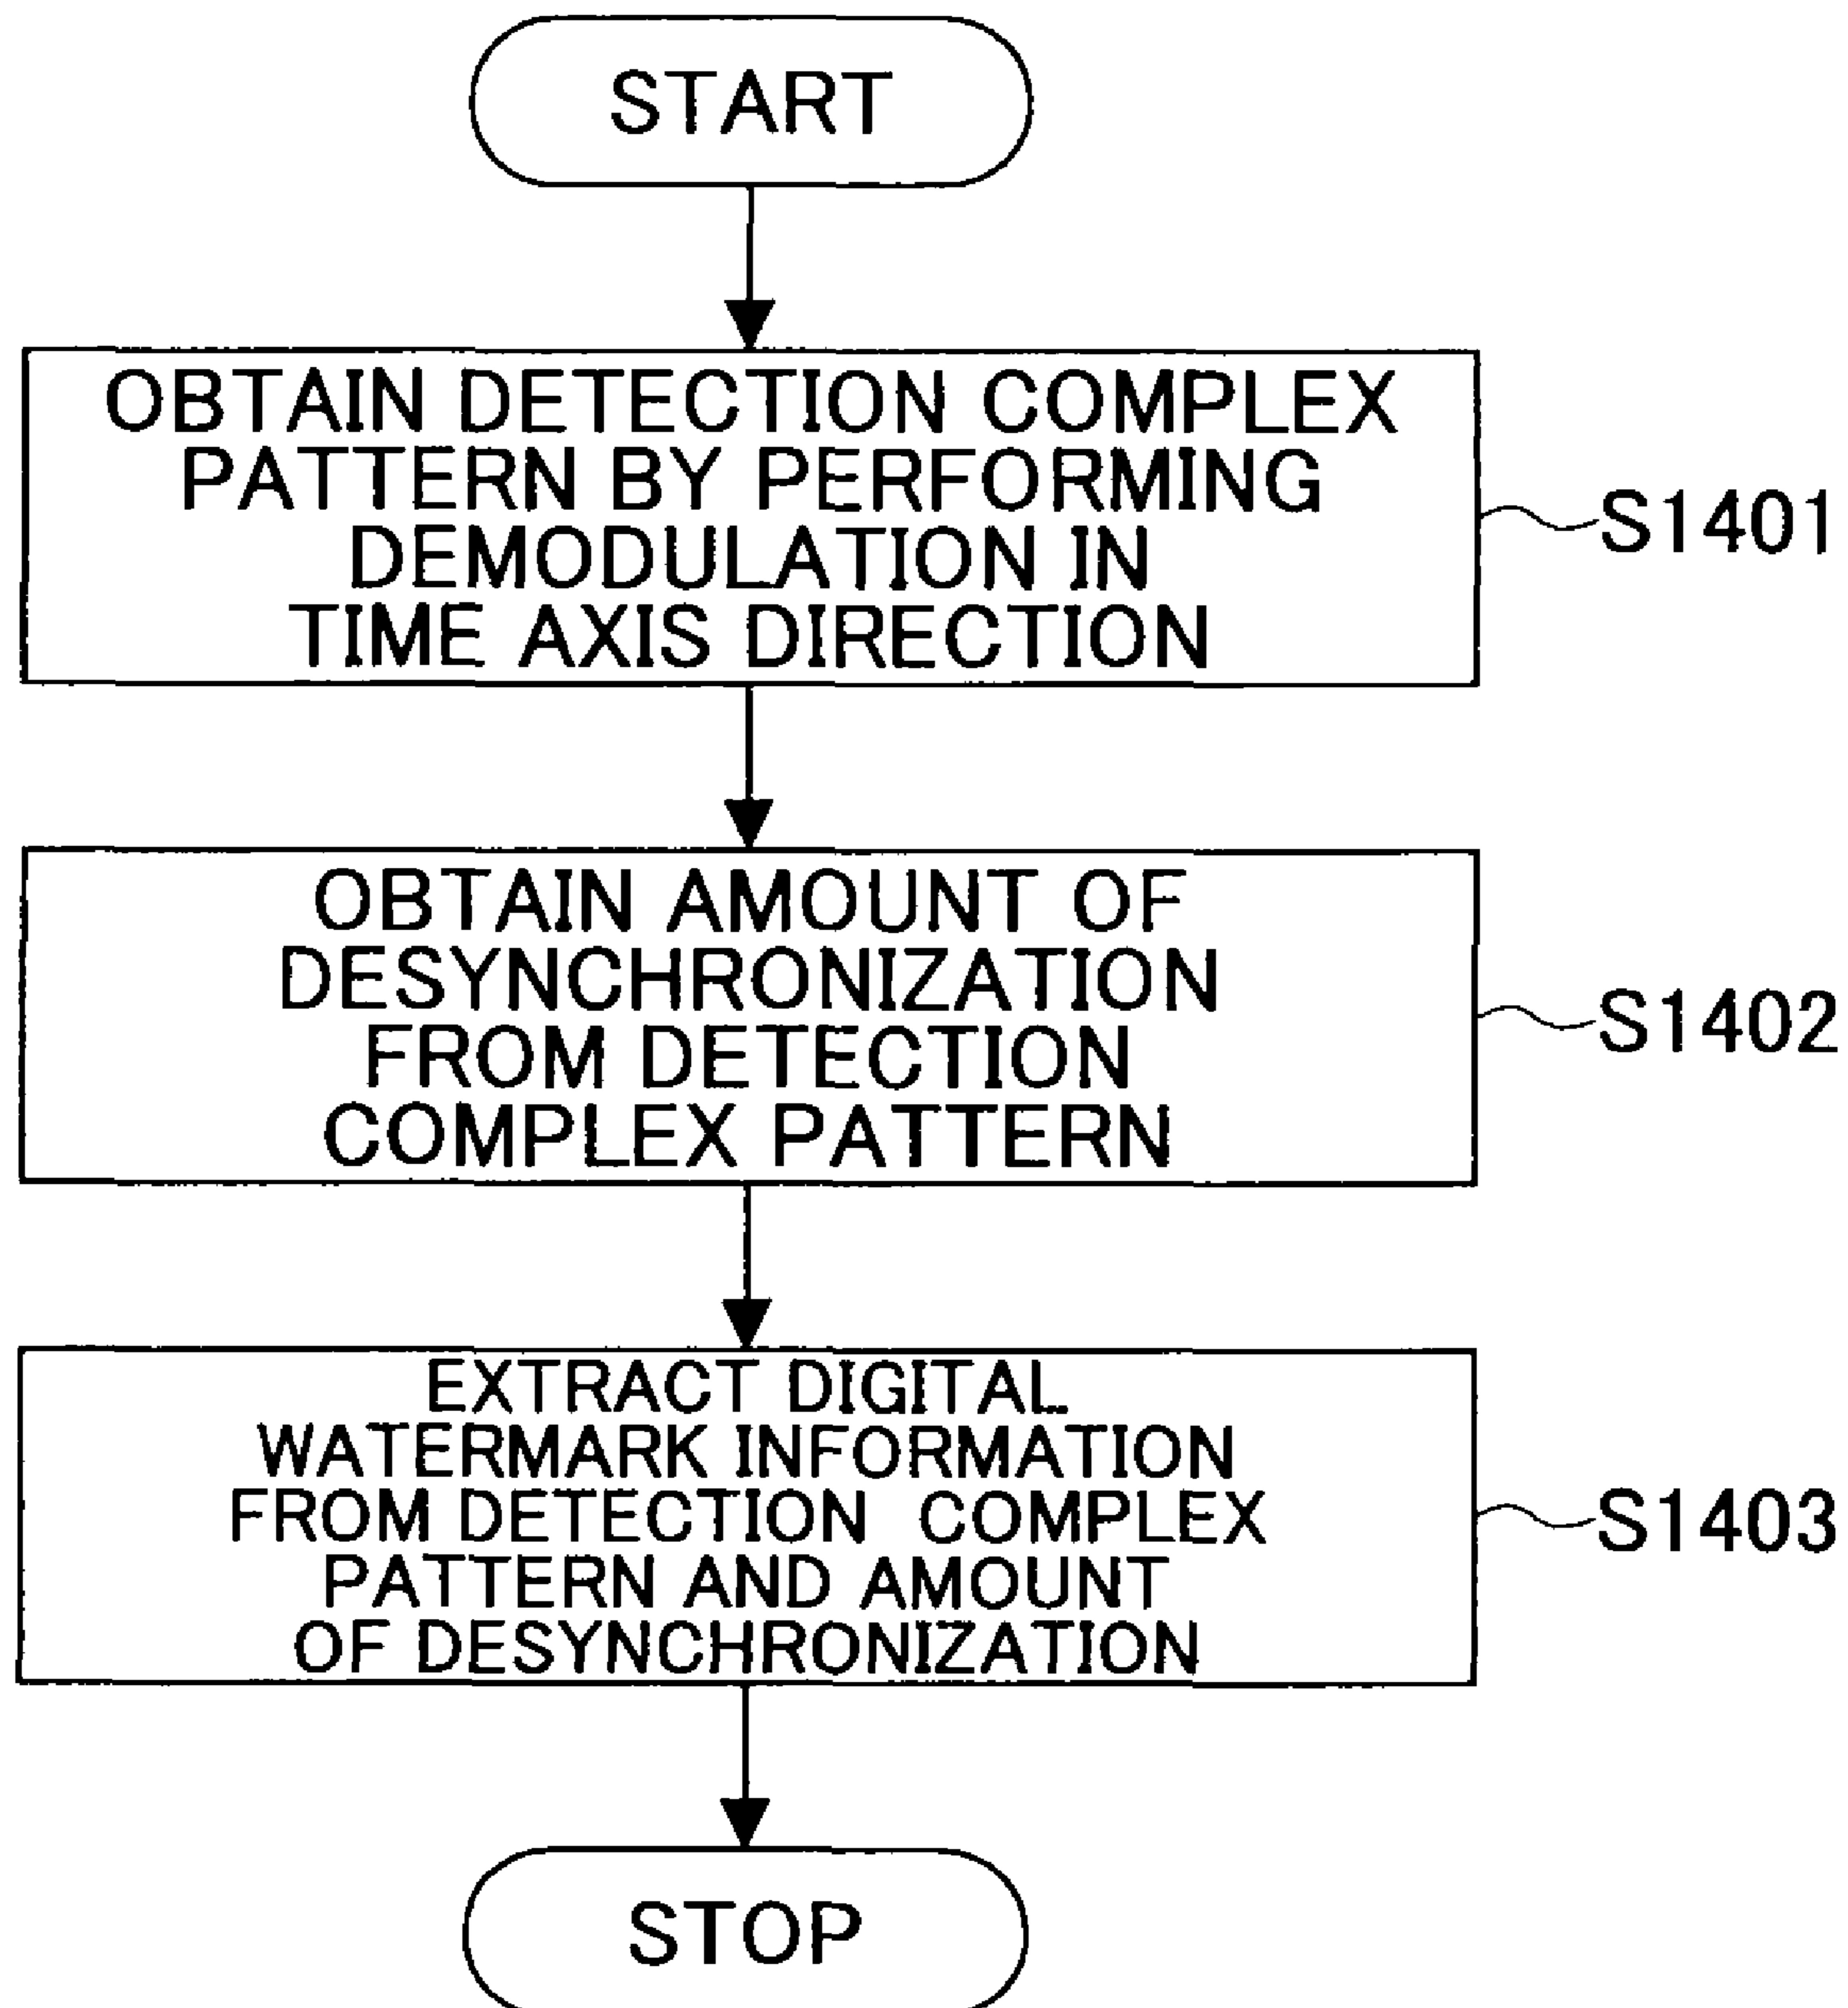 START
OBTAIN DETECTION COMPLEX
PATTERN BY PERFORMING
DEMODULATION IN
TIME AXIS DIRECTION
S1401
OBTAIN AMOUNT OF
DESYNCHRONIZATION
FROM DETECTION
COMPLEX PATTERN
S1402
EXTRACT DIGITAL
WATERMARK INFORMATION
FROM DETECTION COMPLEX
PATTERN AND AMOUNT
OF DESYNCHRONIZATION
S1403
STOP